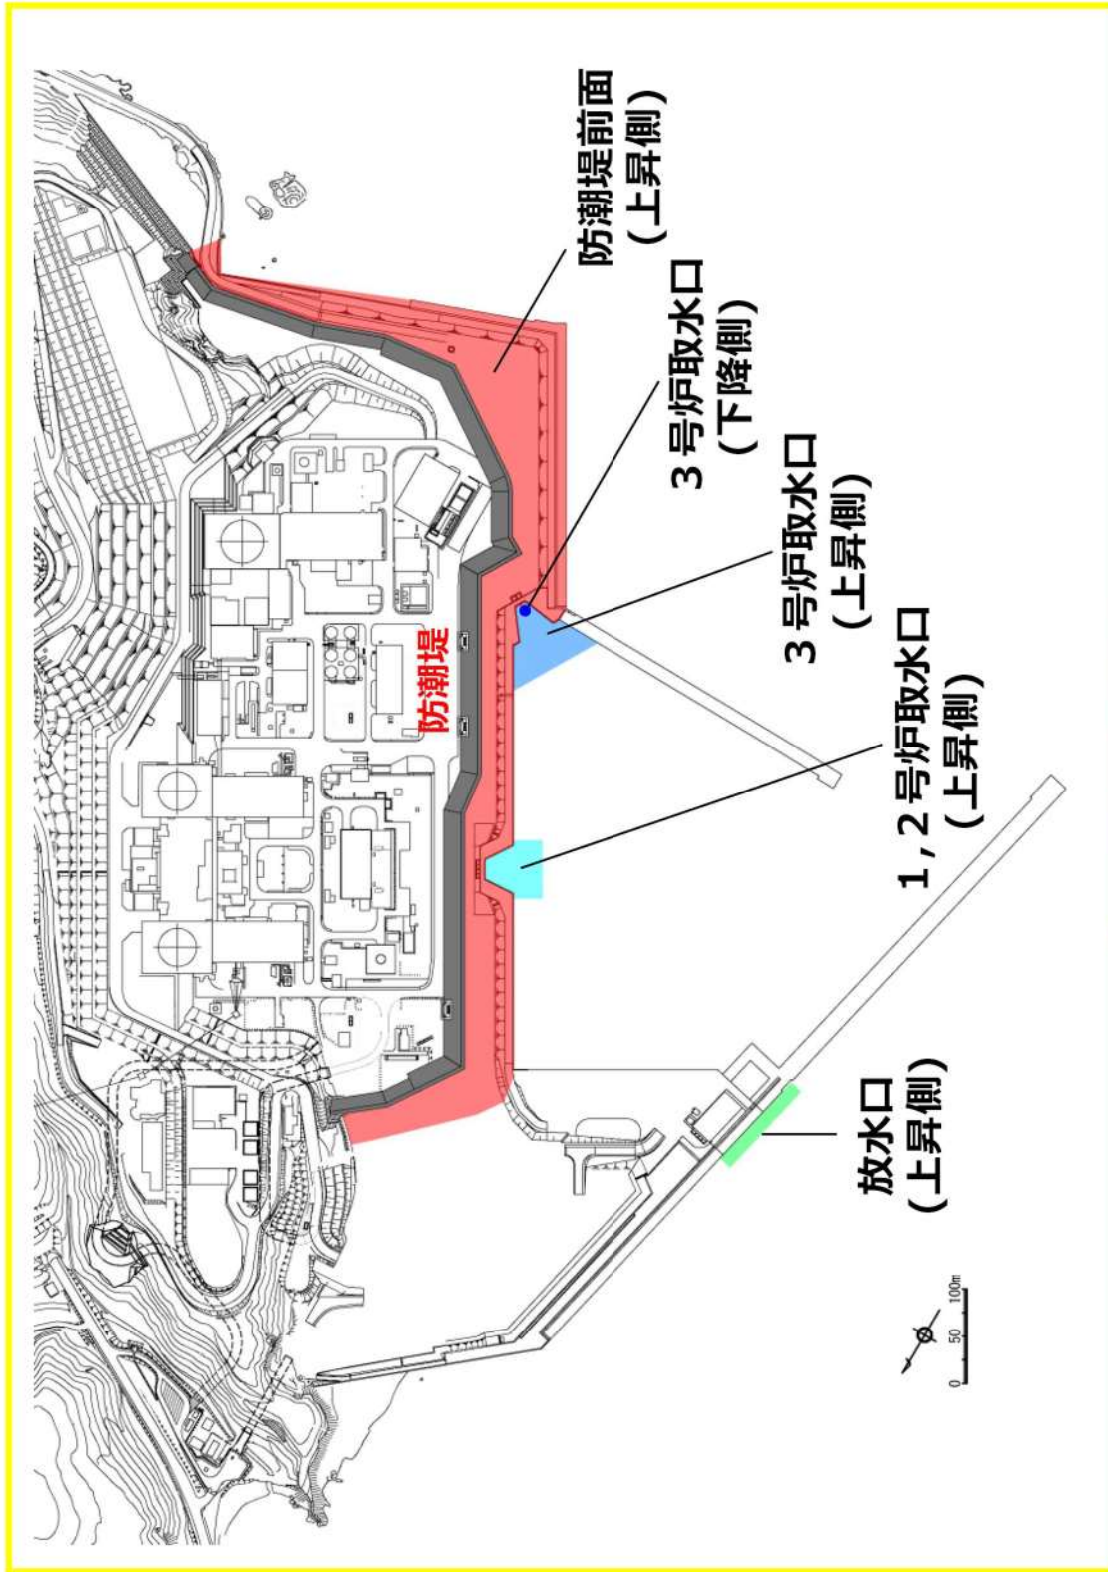 防潮堤前面
(上昇側)
3号炉取水口
(下降側)
3号炉取水口
(上昇側)
1,2号炉取水口
(上昇側)
放水口
(上昇側)
防潮堤
0 50 100m